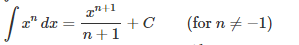 ∫ xⁿ dx = xⁿ⁺¹/(n + 1) + C (for n ≠ −1)